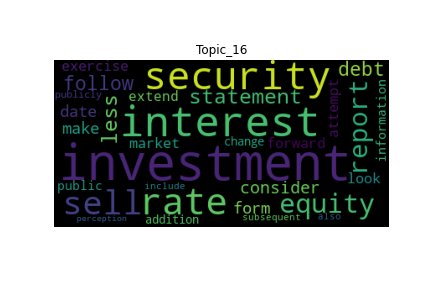 Topic_16
exercise security debt
follow
publicly extend statement
date less attempt information
make interest report
market change forward
investment
public include consider look
sell rate form equity
perception addition subsequent also